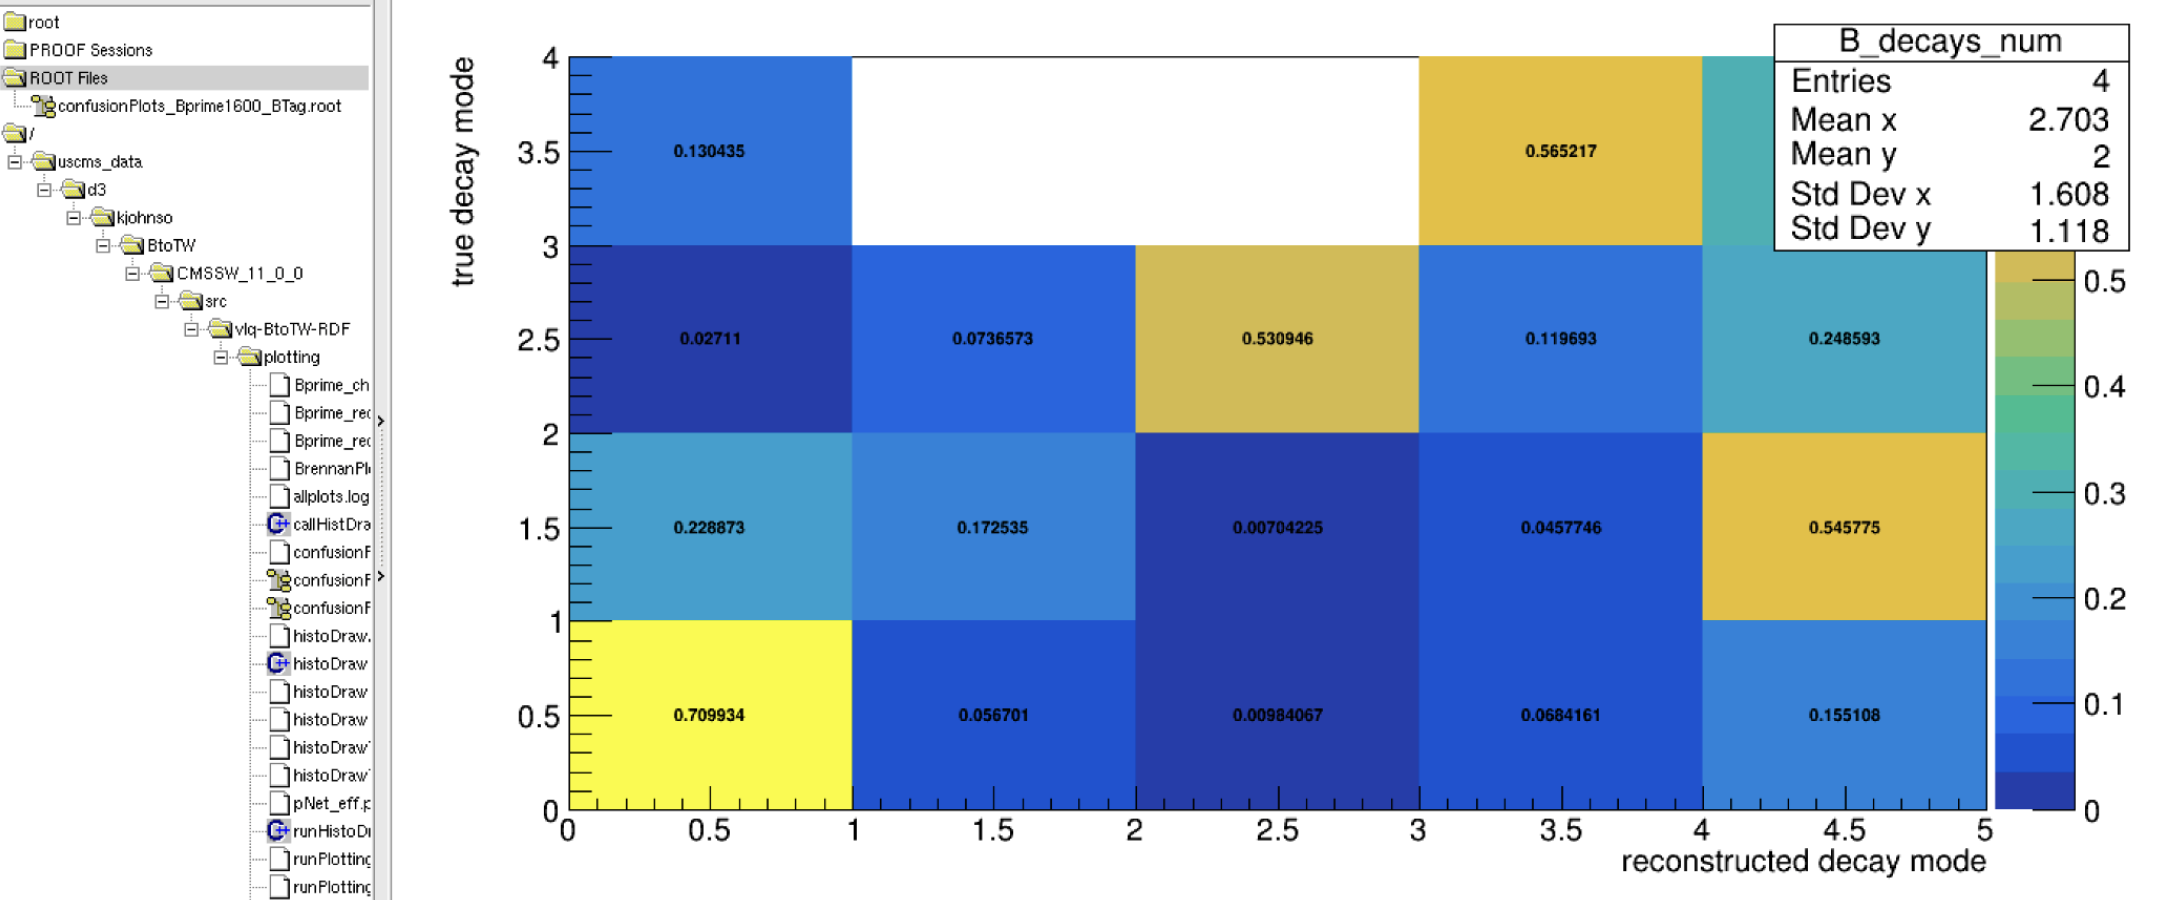 root
PROOF Sessions
ROOT Files
confusionPlots_Bprime1600_BTag.root
/
uscms_data
d3
kjohnso
BtoTW
CMSSW_11_0_0
src
vlq-BtoTW-RDF
plotting
Bprime_ch
Bprime_rec
Bprime_rec
BrennanPl
allplots.log
callHistDra
confusionP
confusionP
confusionP
histoDraw.
histoDraw
histoDraw
histoDraw
histoDraw
histoDraw
pNet_eff.p
runHistoDr
runPlotting
runPlotting
true decay mode
4
3.5
3
2.5
2
1.5
1
0.5
0
0.130435 0.565217
0.02711 0.0736573 0.530946 0.119693 0.248593
0.228873 0.172535 0.00704225 0.0457746 0.545775
0.709934 0.056701 0.00984067 0.0684161 0.155108
0 0.5 1 1.5 2 2.5 3 3.5 4 4.5 5
reconstructed decay mode
B_decays_num
Entries 4
Mean x 2.703
Mean y 2
Std Dev x 1.608
Std Dev y 1.118
0.5
0.4
0.3
0.2
0.1
0